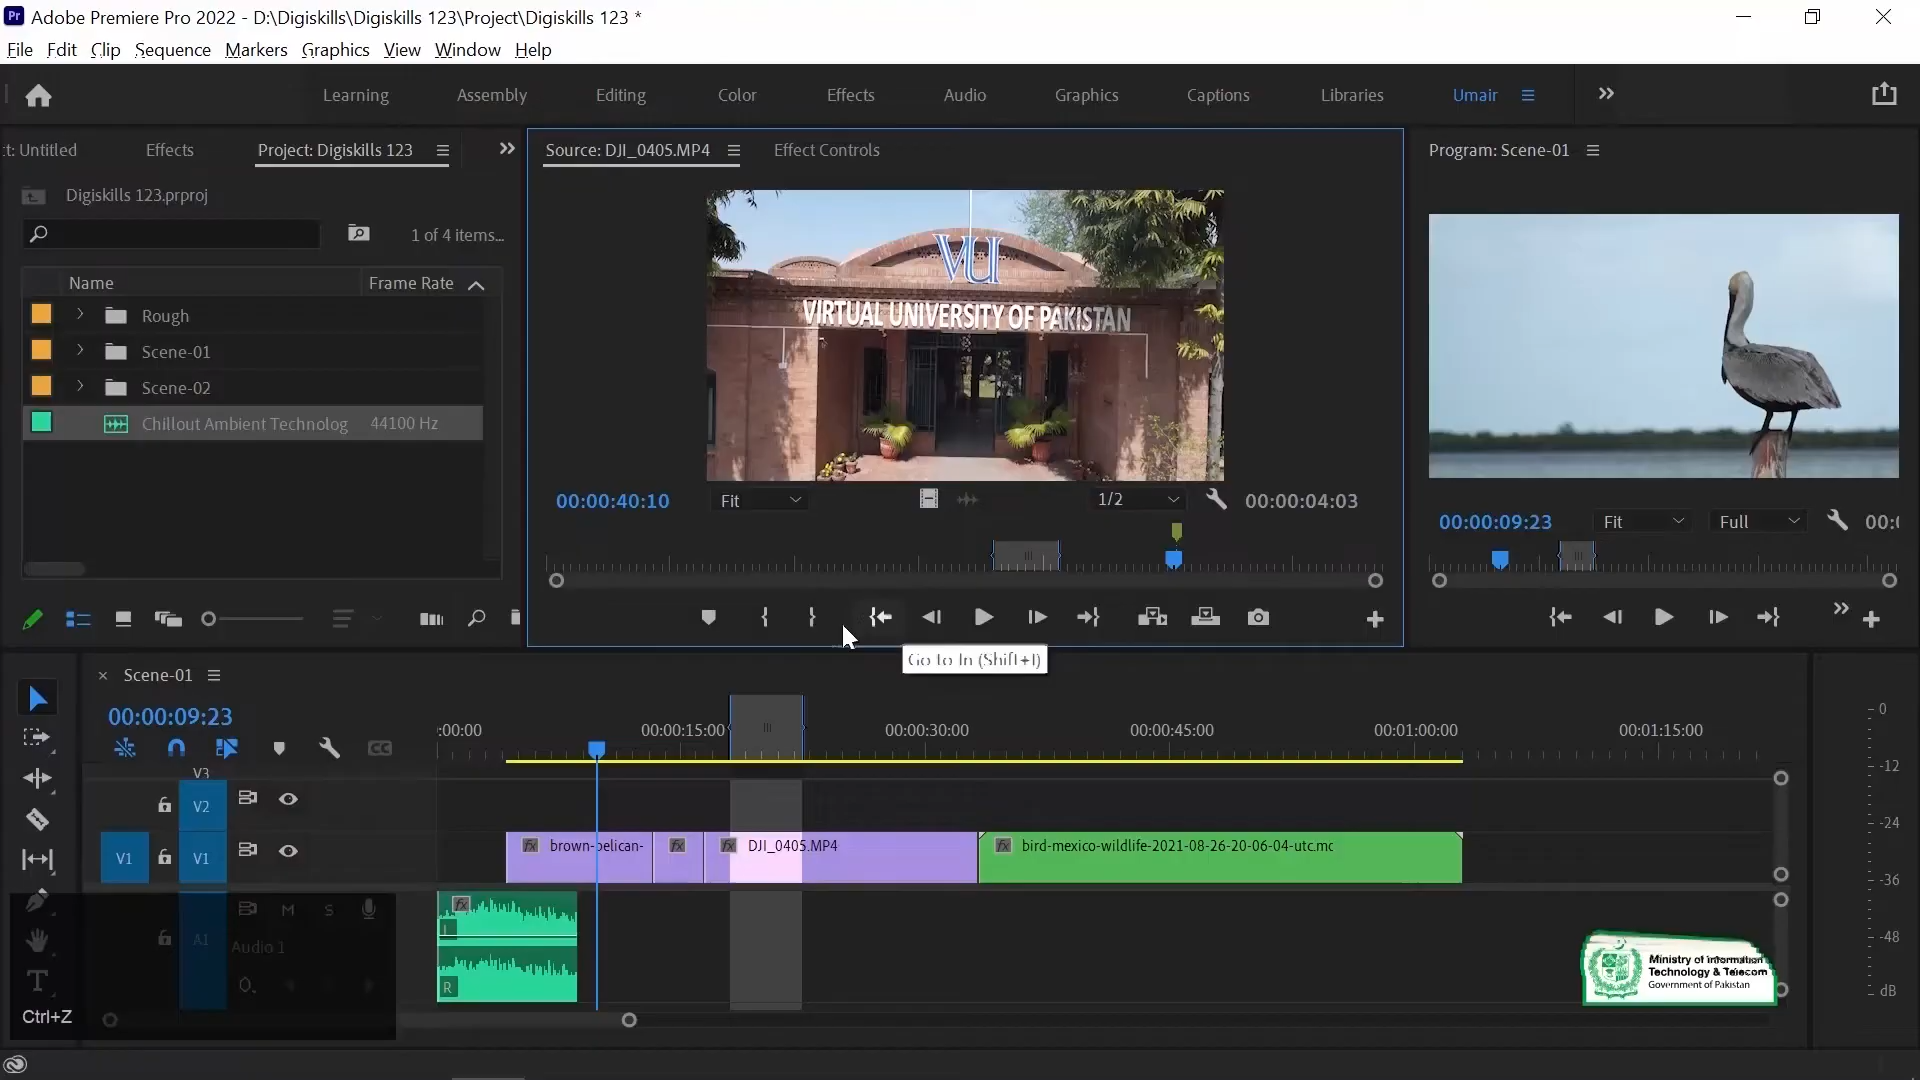 Adobe Premiere Pro 2022 - D:\Digiskills\Digiskills 123\Project\Digiskills 123 *
File Edit Clip Sequence Markers Graphics View Window Help
Learning Assembly Editing Color Effects Audio Graphics Captions Libraries Umair
ct: Untitled Effects Project: Digiskills 123
Source: DJI_0405.MP4 Effect Controls
Program: Scene-01
Digiskills 123.prproj
1 of 4 items...
Name Frame Rate
Rough
Scene-01
Scene-02
Chillout Ambient Technolog 44100 Hz
VU
VIRTUAL UNIVERSITY OF PAKISTAN
00:00:40:10 Fit 1/2 00:00:04:03
00:00:09:23 Fit Full 00:(
Go to In (Shift+I)
Scene-01
00:00:09:23
:00:00 00:00:15:00 00:00:30:00 00:00:45:00 00:01:00:00 00:01:15:00
V3
V2
V1 V1
fx brown-pelican- fx fx DJI_0405.MP4 fx bird-mexico-wildlife-2021-08-26-20-06-04-utc.mc
A1 M S
Audio 1
fx
L
R
Ctrl+Z
0
-12
-24
-36
-48
dB
Ministry of Information
Technology & Telecom
Government of Pakistan